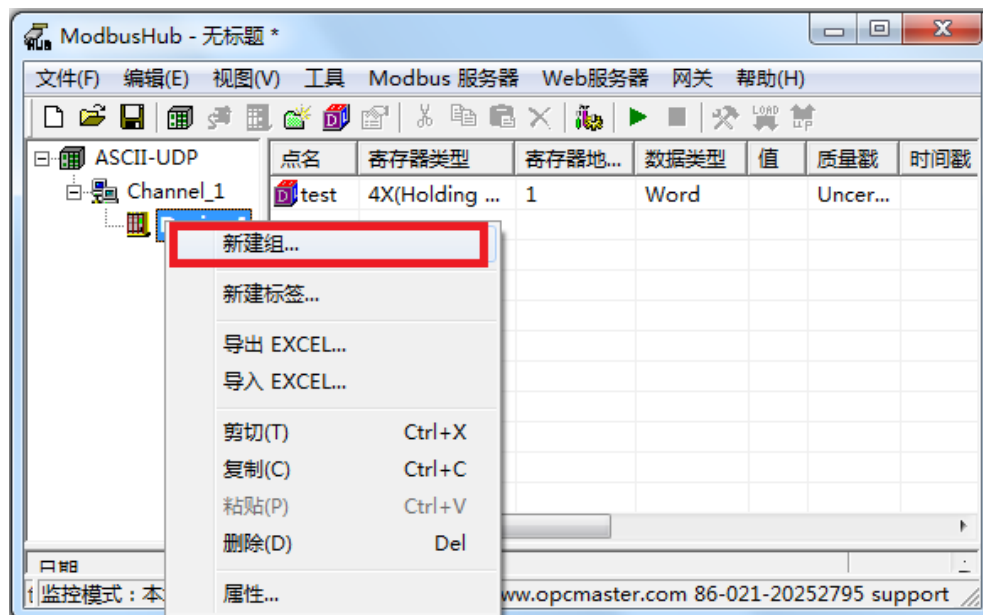 ModbusHub - 无标题 *
文件(F) 编辑(E) 视图(V) 工具 Modbus 服务器 Web服务器 网关 帮助(H)
ASCII-UDP
点名 寄存器类型 寄存器地... 数据类型 值 质量戳 时间戳
Channel_1
test 4X(Holding ... 1 Word Uncer...
新建组...
新建标签...
导出 EXCEL...
导入 EXCEL...
剪切(T) Ctrl+X
复制(C) Ctrl+C
粘贴(P) Ctrl+V
删除(D) Del
属性...
日期
监控模式：本 ww.opcmaster.com 86-021-20252795 support